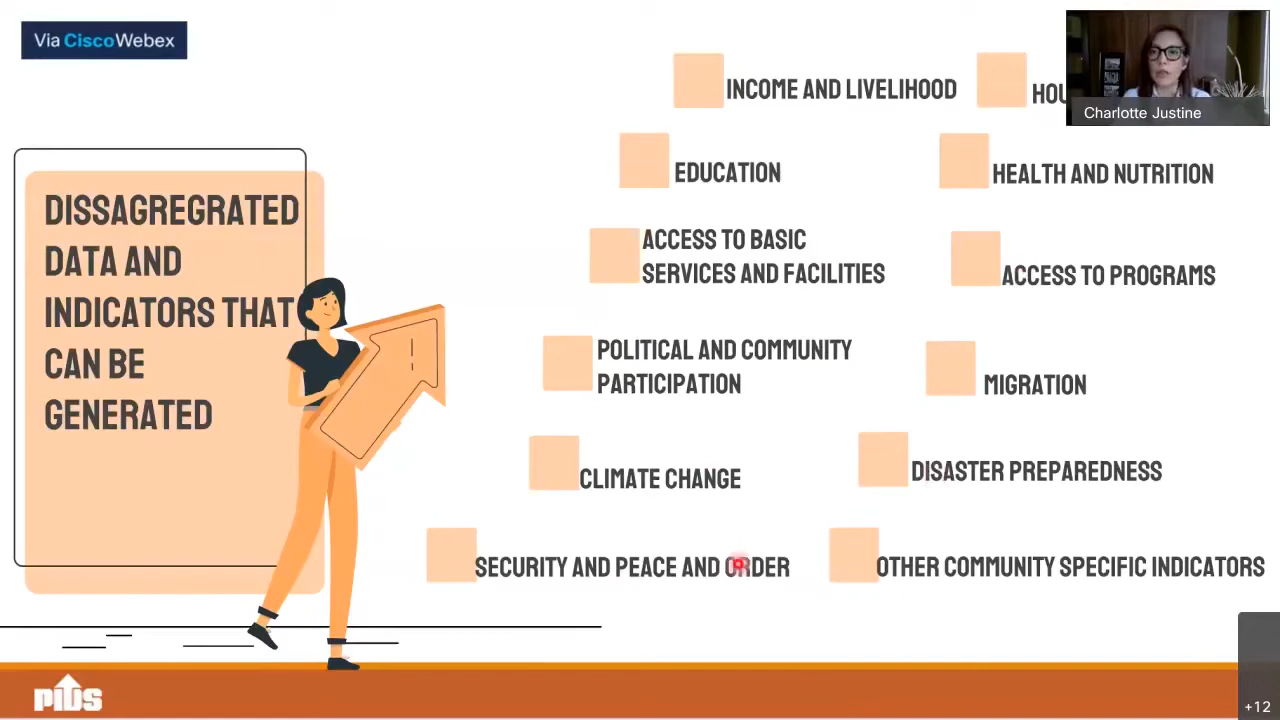 Via CiscoWebex
INCOME AND LIVELIHOOD
HOU
Charlotte Justine
EDUCATION
HEALTH AND NUTRITION
DISSAGREGRATED
DATA AND
INDICATORS THAT
CAN BE
GENERATED
ACCESS TO BASIC
SERVICES AND FACILITIES
ACCESS TO PROGRAMS
POLITICAL AND COMMUNITY
PARTICIPATION
MIGRATION
CLIMATE CHANGE
DISASTER PREPAREDNESS
SECURITY AND PEACE AND ORDER
OTHER COMMUNITY SPECIFIC INDICATORS
PIDS
+12